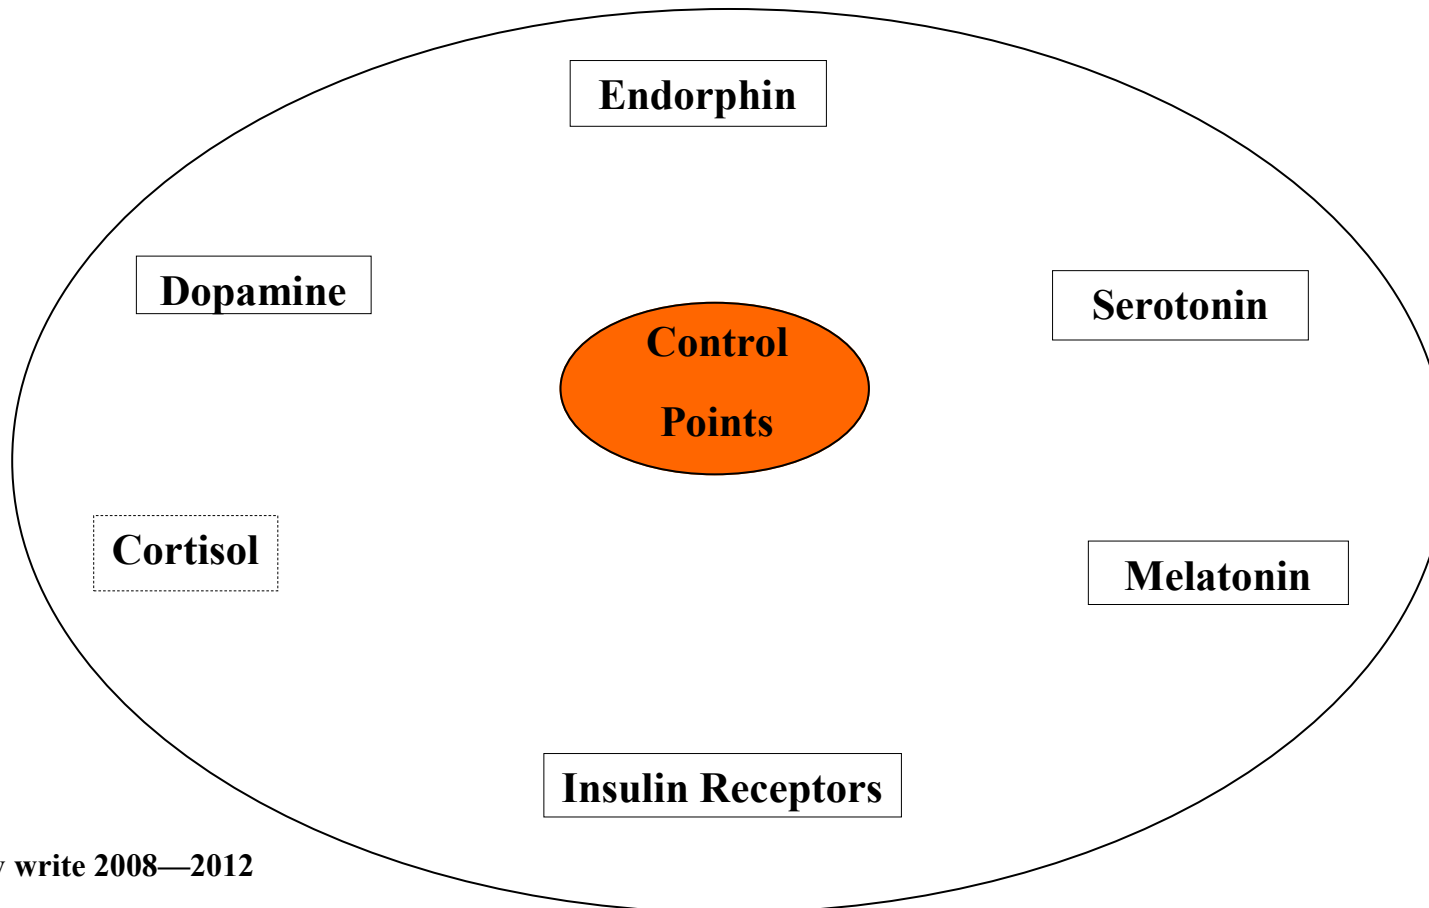 Endorphin
Dopamine
Serotonin
Control
Points
Cortisol
Melatonin
Insulin Receptors
write 2008—2012